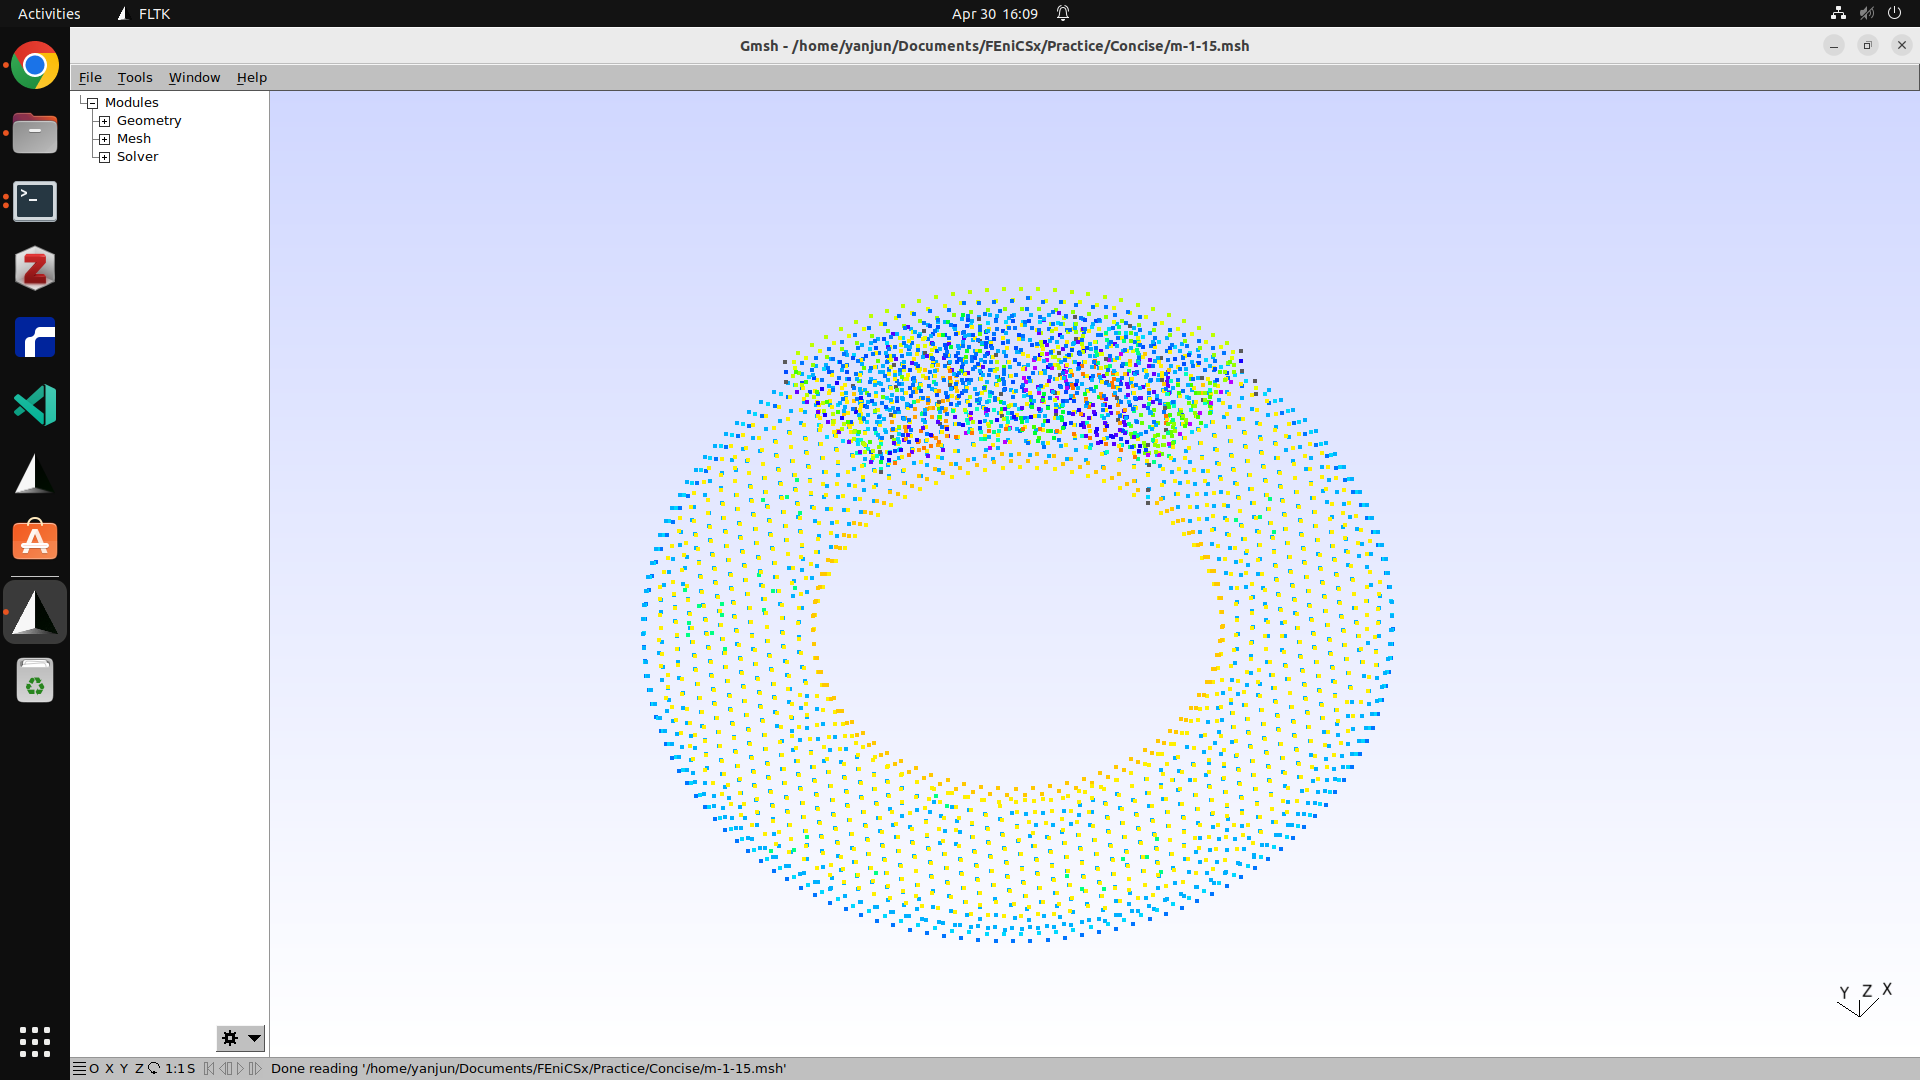 Activities
FLTK
Apr 30 16:09
Gmsh - /home/yanjun/Documents/FEniCSx/Practice/Concise/m-1-15.msh
File Tools Window Help
Modules
Geometry
Mesh
Solver
Y Z X
O X Y Z 1:1 S
Done reading '/home/yanjun/Documents/FEniCSx/Practice/Concise/m-1-15.msh'